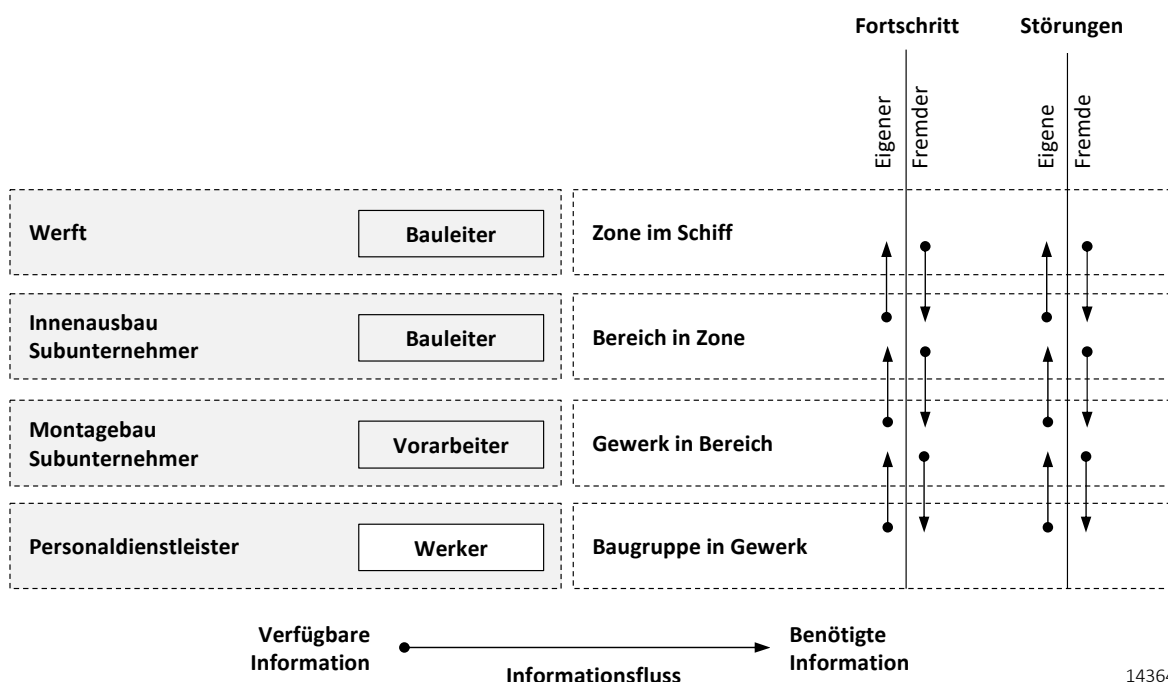 Fortschritt
Störungen
Eigener
Fremder
Eigene
Fremde
Werft
Bauleiter
Zone im Schiff
Innenausbau
Subunternehmer
Bauleiter
Bereich in Zone
Montagebau
Subunternehmer
Vorarbeiter
Gewerk in Bereich
Personaldienstleister
Werker
Baugruppe in Gewerk
Verfügbare
Information
Informationsfluss
Benötigte
Information
14364